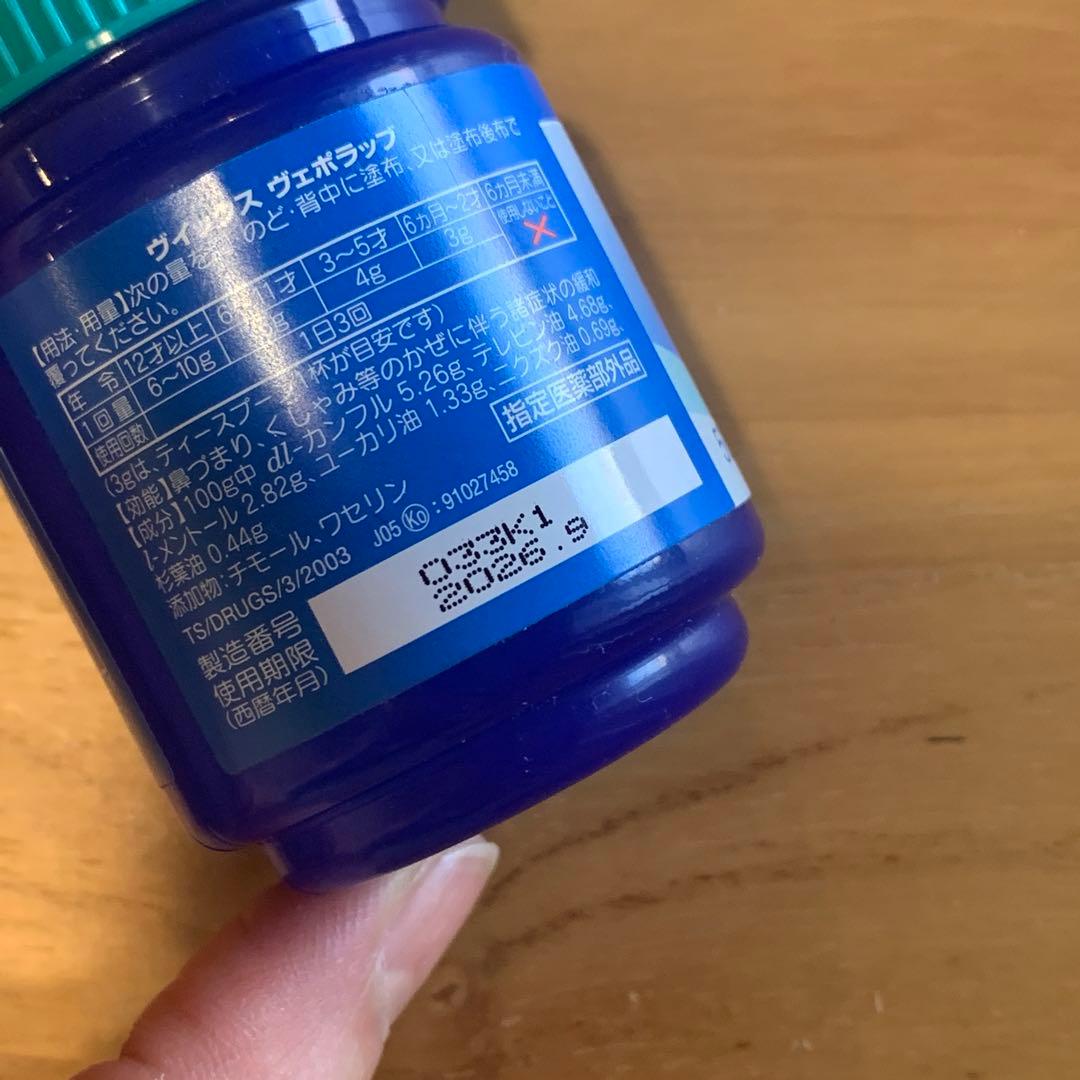 ヴイックス ヴェポラップ
【用法・用量】次の量を のど・背中に塗布、又は塗布後布で
覆ってください。
年 令 12才以上 6 1才 3〜5才 6カ月〜2才 6カ月未満
1回量 6〜10g g 4g 3g 使用しないこと
使用回数 1日3回
(3gは、ティースプーン 杯が目安です)
【効能】鼻づまり、くしゃみ等のかぜに伴う諸症状の緩和
【成分】100g中 dl-カンフル 5.26g、テレビン油 4.68g、
l-メントール 2.82g、ユーカリ油 1.33g、ニクズク油 0.69g、
杉葉油 0.44g
添加物:チモール、ワセリン
指定医薬部外品
TS/DRUGS/3/2003 J05 Ko:91027458
製造番号
使用期限
(西暦年月)
033K1
2026.9
5